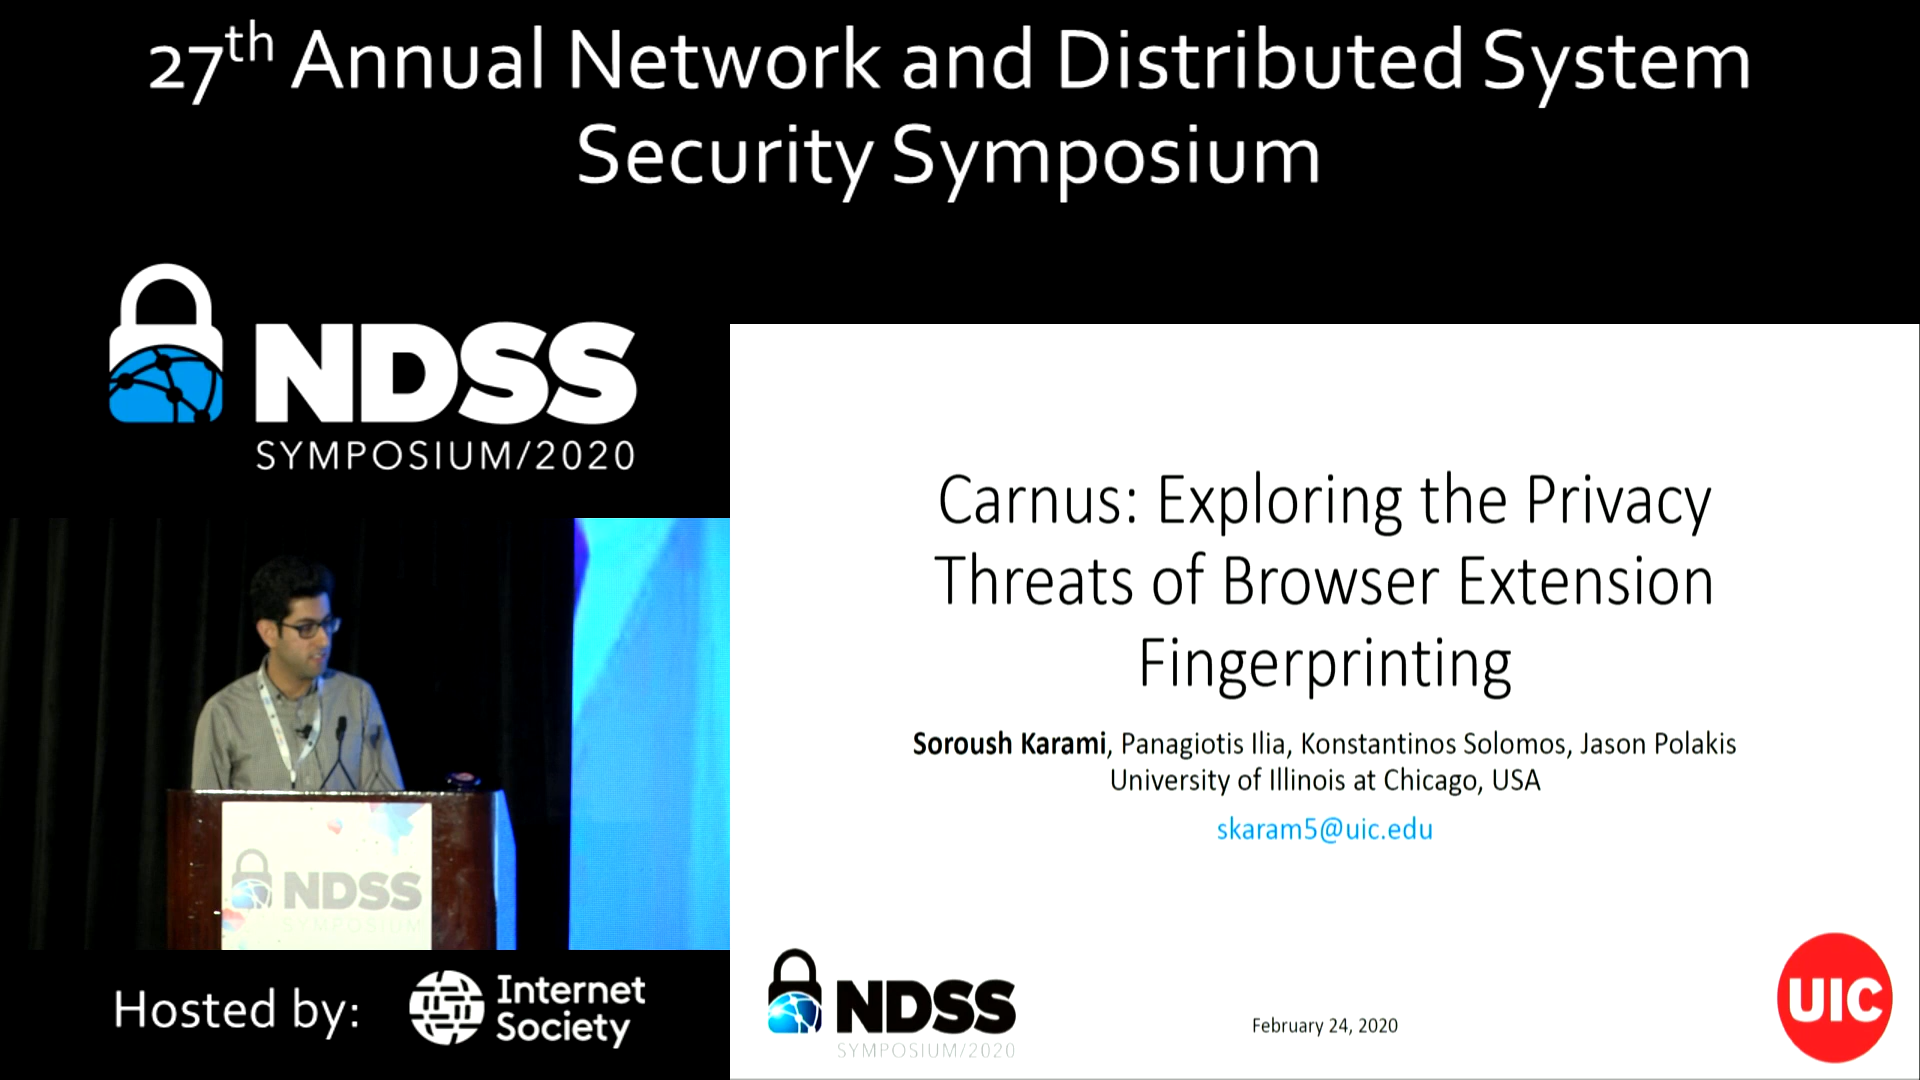 27th Annual Network and Distributed System
Security Symposium
NDSS
SYMPOSIUM/2020
Carnus: Exploring the Privacy
Threats of Browser Extension
Fingerprinting
Soroush Karami, Panagiotis Ilia, Konstantinos Solomos, Jason Polakis
University of Illinois at Chicago, USA
skaram5@uic.edu
NDSS
SYMPOSIUM
Hosted by:
Internet
Society
NDSS
SYMPOSIUM/2020
February 24, 2020
UIC